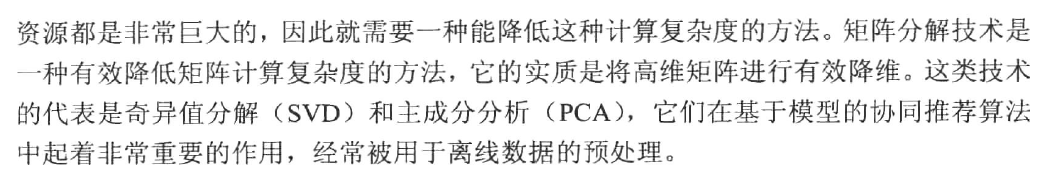 资源都是非常巨大的，因此就需要一种能降低这种计算复杂度的方法。矩阵分解技术是
一种有效降低矩阵计算复杂度的方法，它的实质是将高维矩阵进行有效降维。这类技术
的代表是奇异值分解（SVD）和主成分分析（PCA），它们在基于模型的协同推荐算法
中起着非常重要的作用，经常被用于离线数据的预处理。